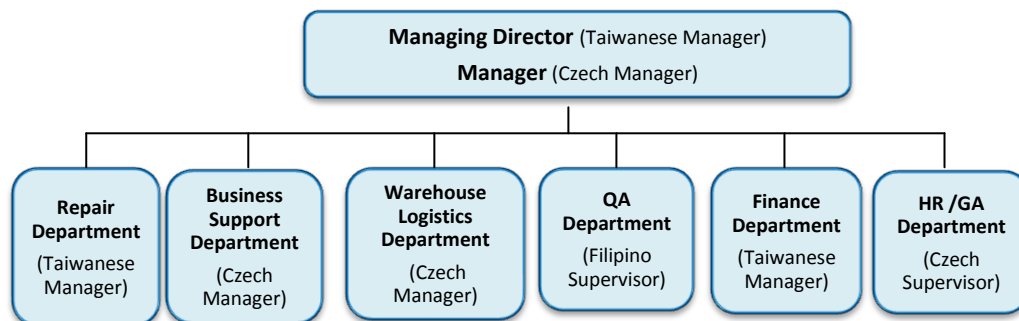 Managing Director (Taiwanese Manager)
Manager (Czech Manager)
Repair
Department
(Taiwanese
Manager)
Business
Support
Department
(Czech
Manager)
Warehouse
Logistics
Department
(Czech
Manager)
QA
Department
(Filipino
Supervisor)
Finance
Department
(Taiwanese
Manager)
HR /GA
Department
(Czech
Supervisor)